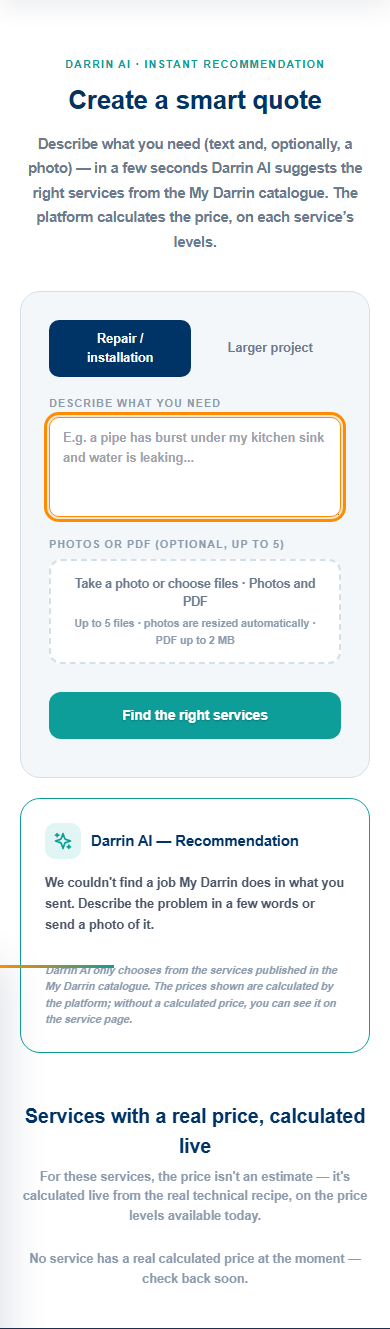 DARRIN AI · INSTANT RECOMMENDATION
Create a smart quote
Describe what you need (text and, optionally, a
photo) — in a few seconds Darrin AI suggests the
right services from the My Darrin catalogue. The
platform calculates the price, on each service's
levels.
Repair /
installation
Larger project
DESCRIBE WHAT YOU NEED
E.g. a pipe has burst under my kitchen sink
and water is leaking...
PHOTOS OR PDF (OPTIONAL, UP TO 5)
Take a photo or choose files · Photos and
PDF
Up to 5 files · photos are resized automatically ·
PDF up to 2 MB
Find the right services
Darrin AI — Recommendation
We couldn't find a job My Darrin does in what you
sent. Describe the problem in a few words or
send a photo of it.
Darrin AI only chooses from the services published in the
My Darrin catalogue. The prices shown are calculated by
the platform; without a calculated price, you can see it on
the service page.
Services with a real price, calculated
live
For these services, the price isn't an estimate — it's
calculated live from the real technical recipe, on the price
levels available today.
No service has a real calculated price at the moment —
check back soon.